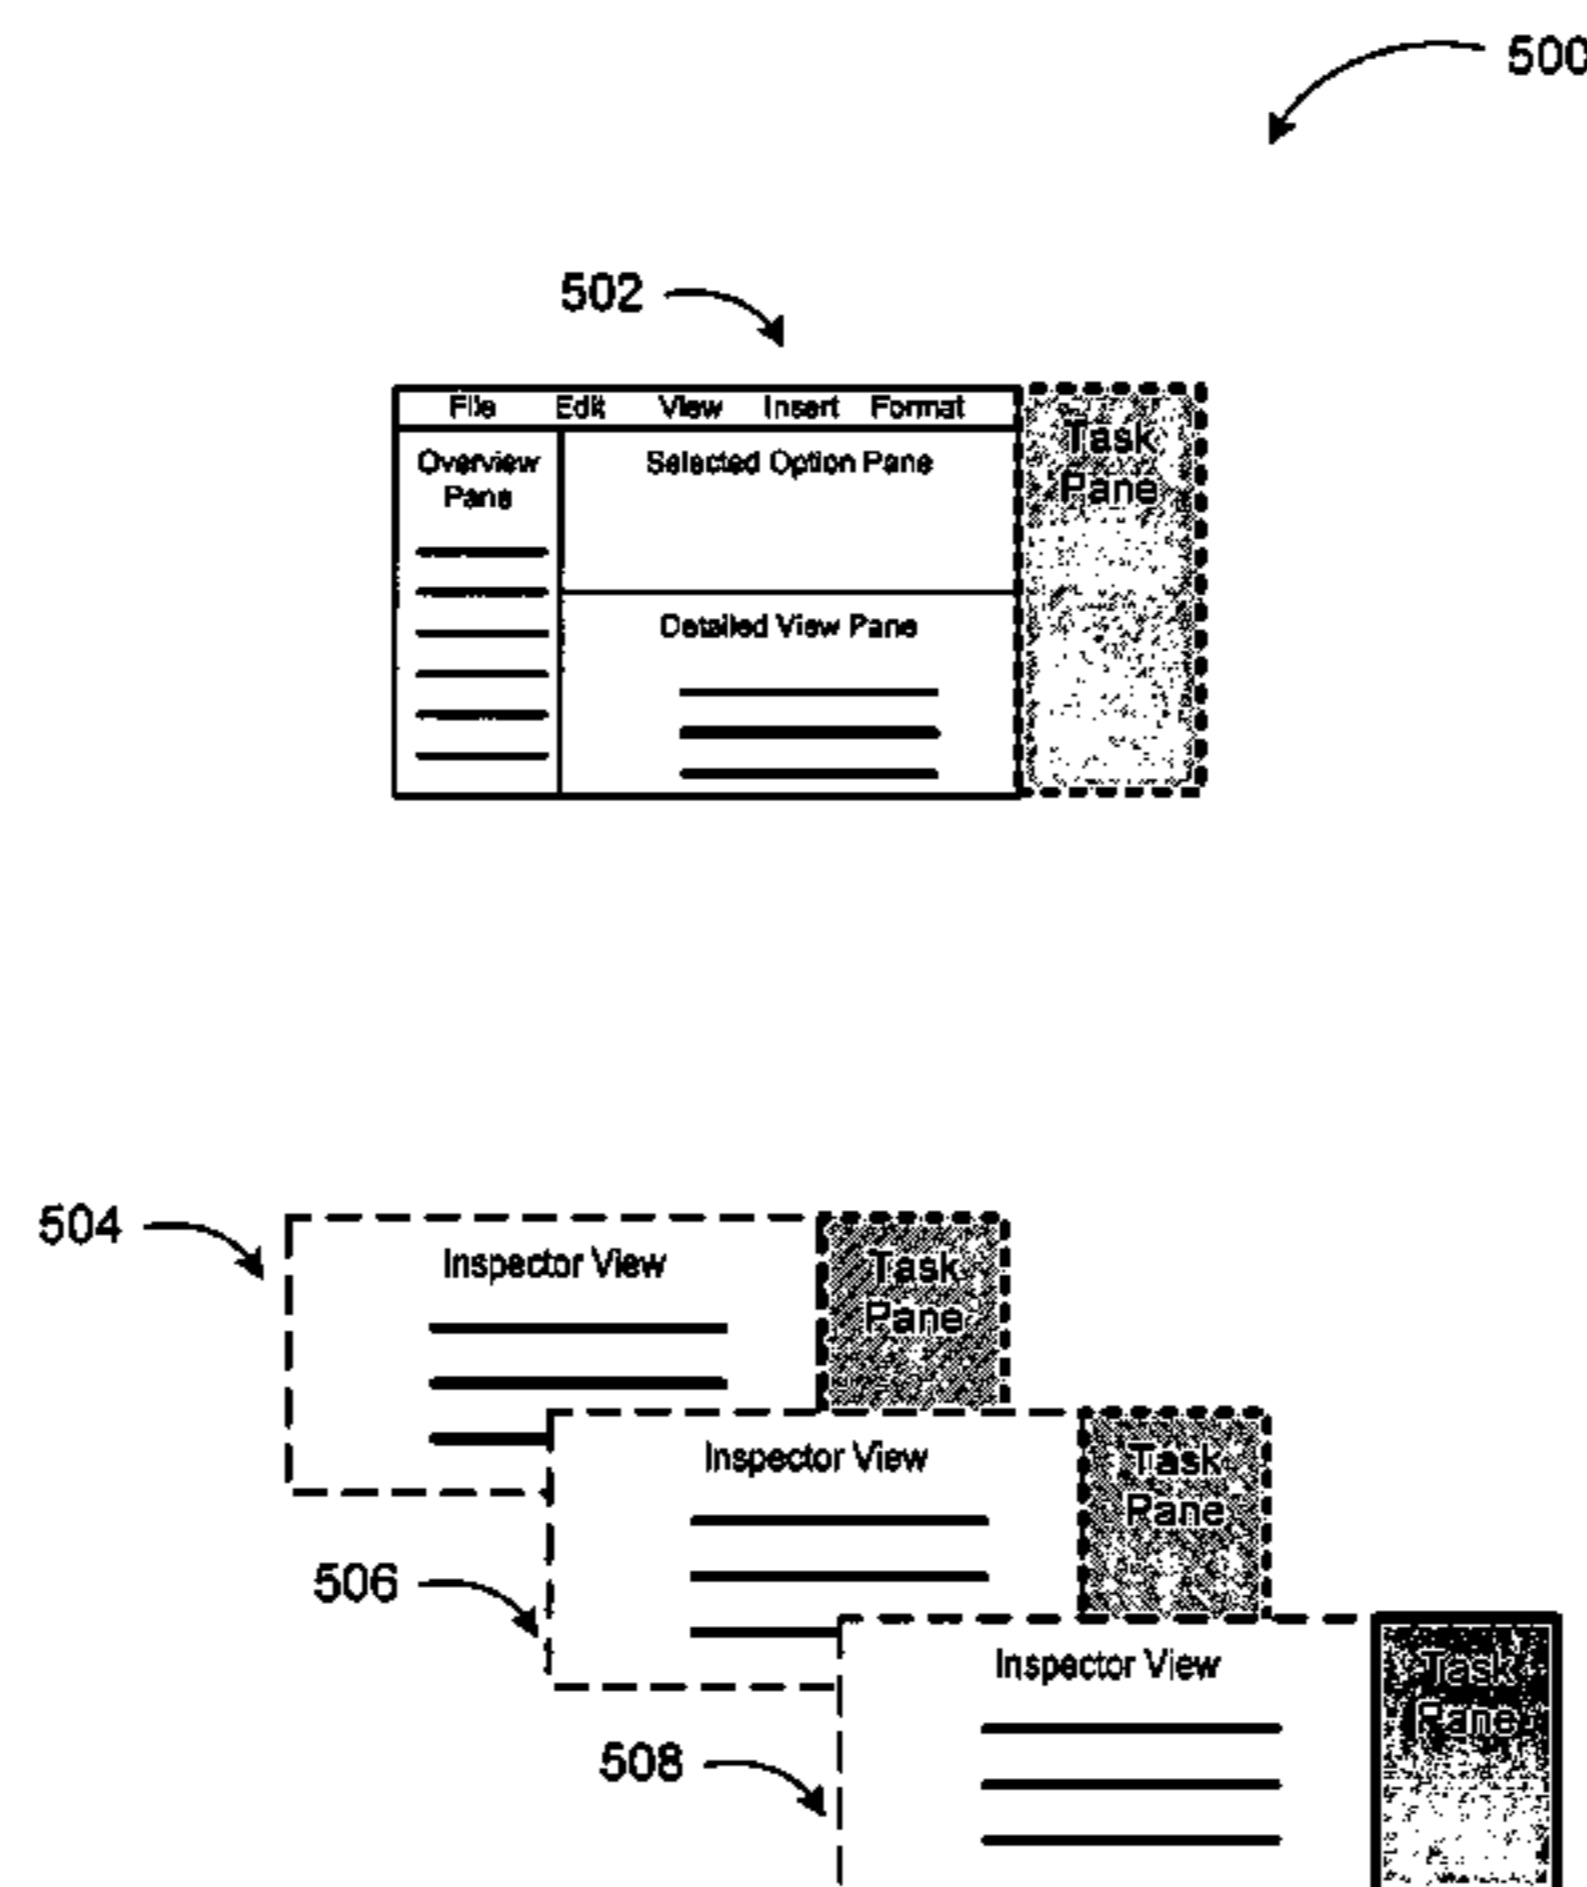 500
502
File Edit View Insert Format
Overview
Pane
Selected Option Pane
Task
Pane
Detailed View Pane
504
Inspector View
Task
Pane
Inspector View
Task
Pane
506
Inspector View
Task
Pane
508